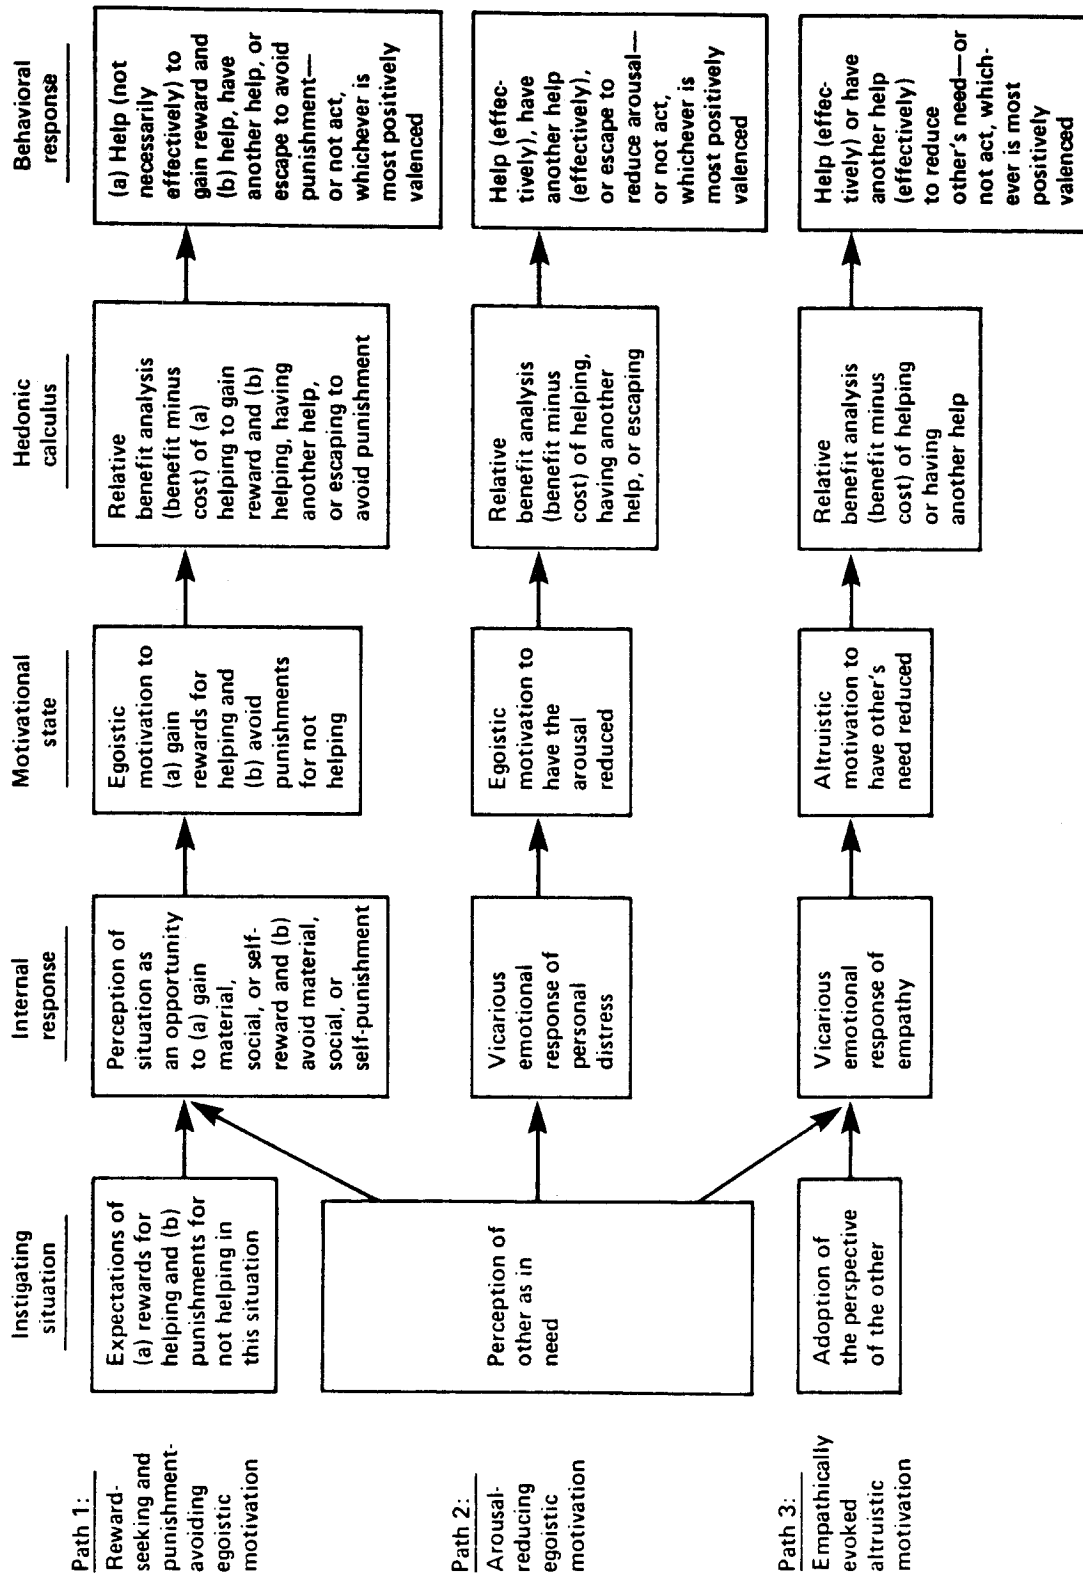 Instigating
situation
Internal
response
Motivational
state
Hedonic
calculus
Behavioral
response
Path 1:
Reward-
seeking and
punishment-
avoiding
egoistic
motivation
Expectations of
(a) rewards for
helping and (b)
punishments for
not helping in
this situation
Perception of
situation as
an opportunity
to (a) gain
material,
social, or self-
reward and (b)
avoid material,
social, or
self-punishment
Egoistic
motivation to
(a) gain
rewards for
helping and
(b) avoid
punishments
for not
helping
Relative
benefit analysis
(benefit minus
cost) of (a)
helping to gain
reward and (b)
helping, having
another help,
or escaping to
avoid punishment
(a) Help (not
necessarily
effectively) to
gain reward and
(b) help, have
another help, or
escape to avoid
punishment—
or not act,
whichever is
most positively
valenced
Path 2:
Arousal-
reducing
egoistic
motivation
Perception of
other as in
need
Vicarious
emotional
response of
personal
distress
Egoistic
motivation to
have the
arousal
reduced
Relative
benefit analysis
(benefit minus
cost) of helping,
having another
help, or escaping
Help (effec-
tively), have
another help
(effectively),
or escape to
reduce arousal—
or not act,
whichever is
most positively
valenced
Path 3:
Empathically
evoked
altruistic
motivation
Adoption of
the perspective
of the other
Vicarious
emotional
response of
empathy
Altruistic
motivation to
have other's
need reduced
Relative
benefit analysis
(benefit minus
cost) of helping
or having
another help
Help (effec-
tively) or have
another help
(effectively)
to reduce
other's need—or
not act, which-
ever is most
positively
valenced